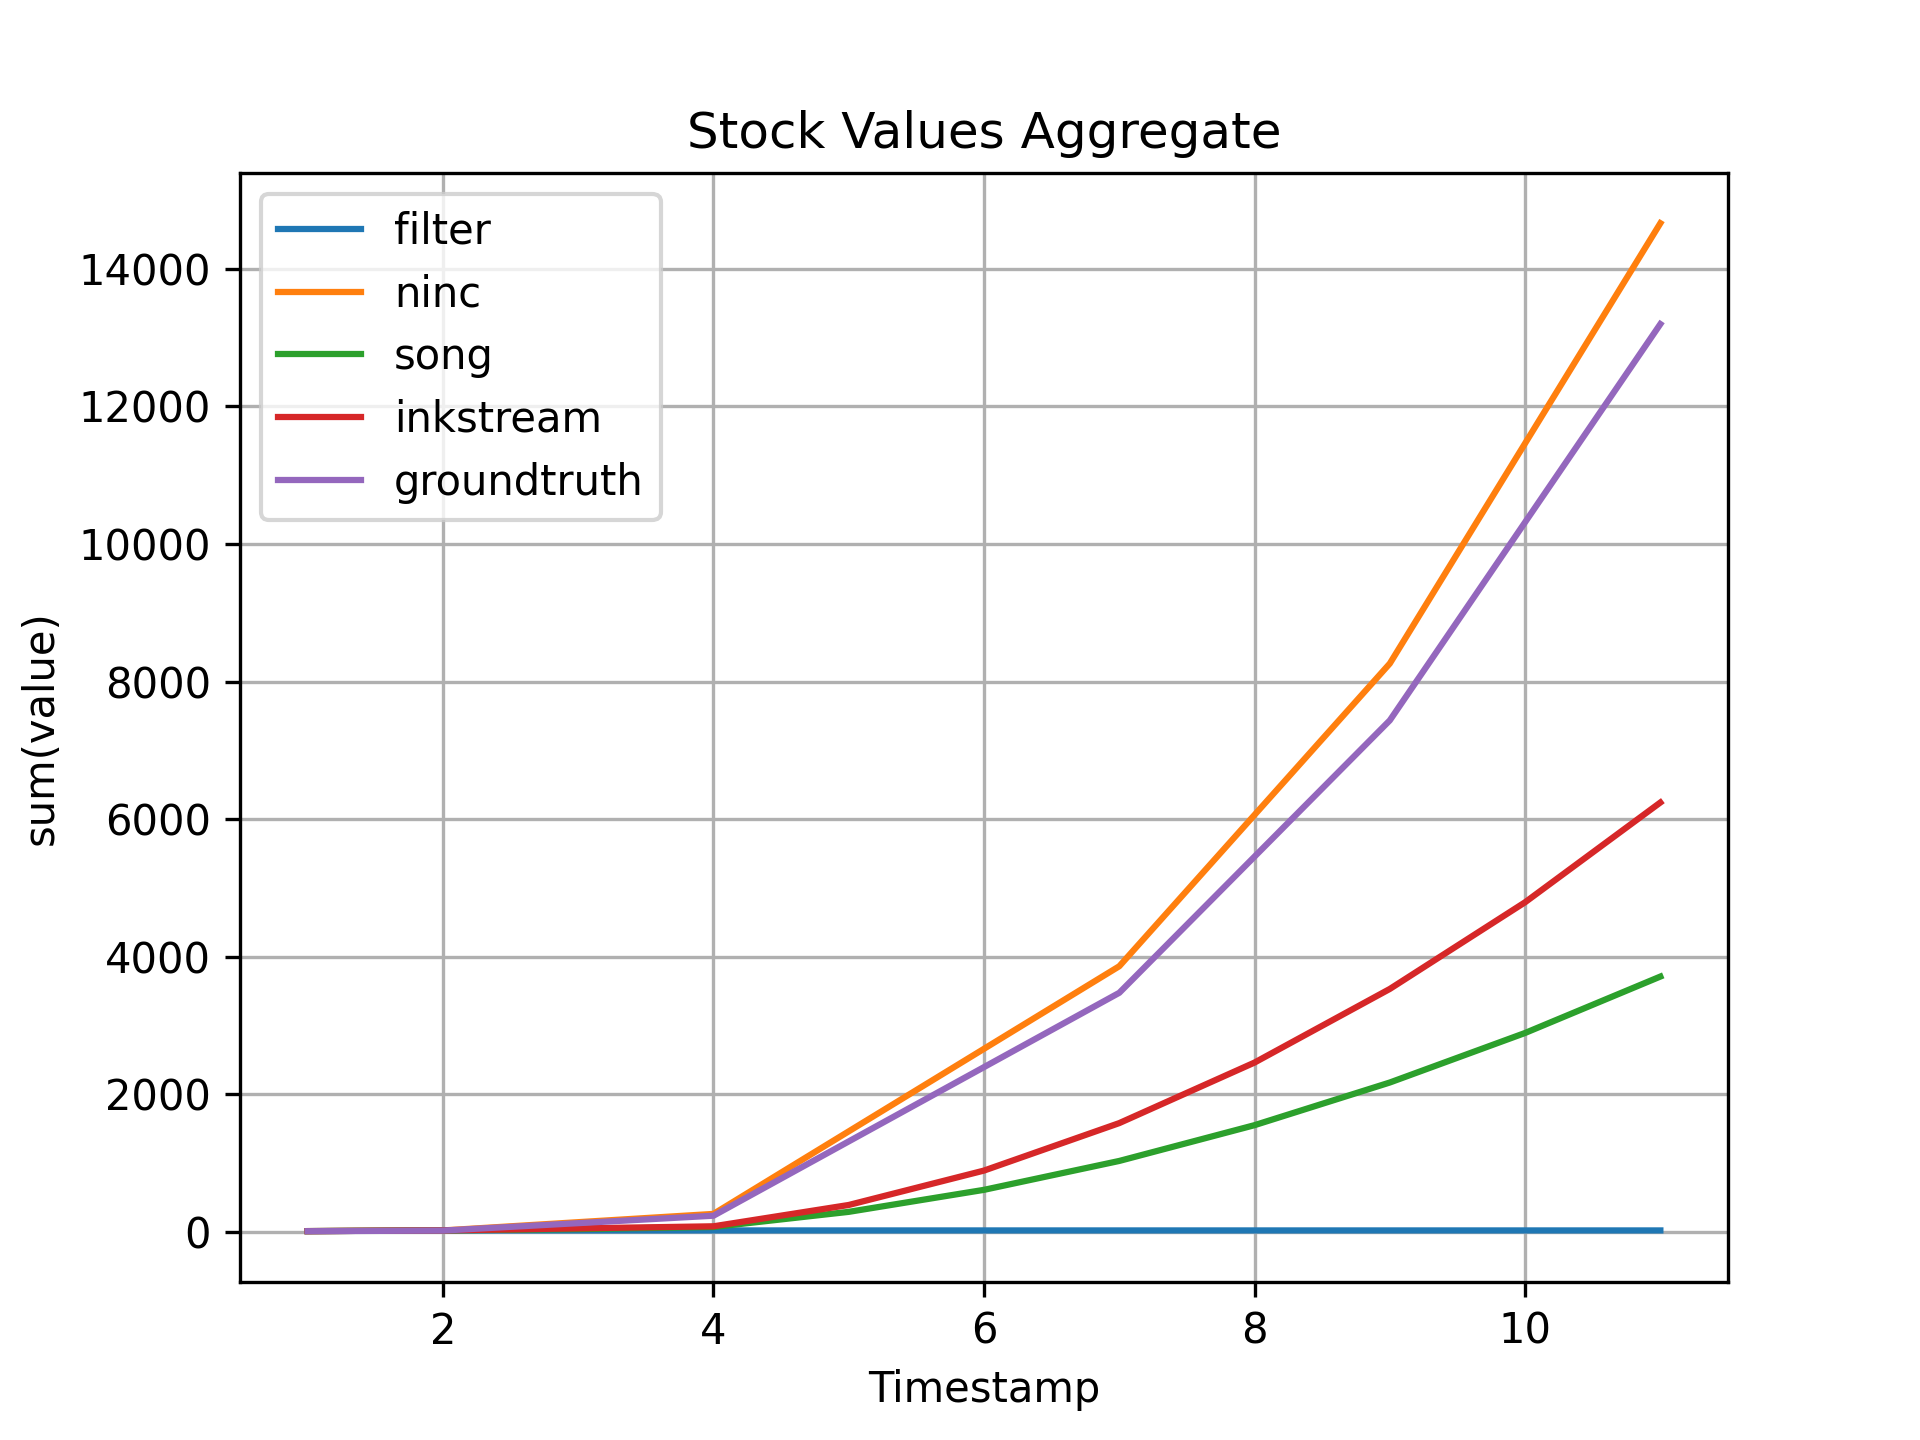 Stock Values Aggregate
filter
ninc
song
inkstream
groundtruth
14000
12000
10000
8000
6000
4000
2000
0
sum(value)
2 4 6 8 10
Timestamp